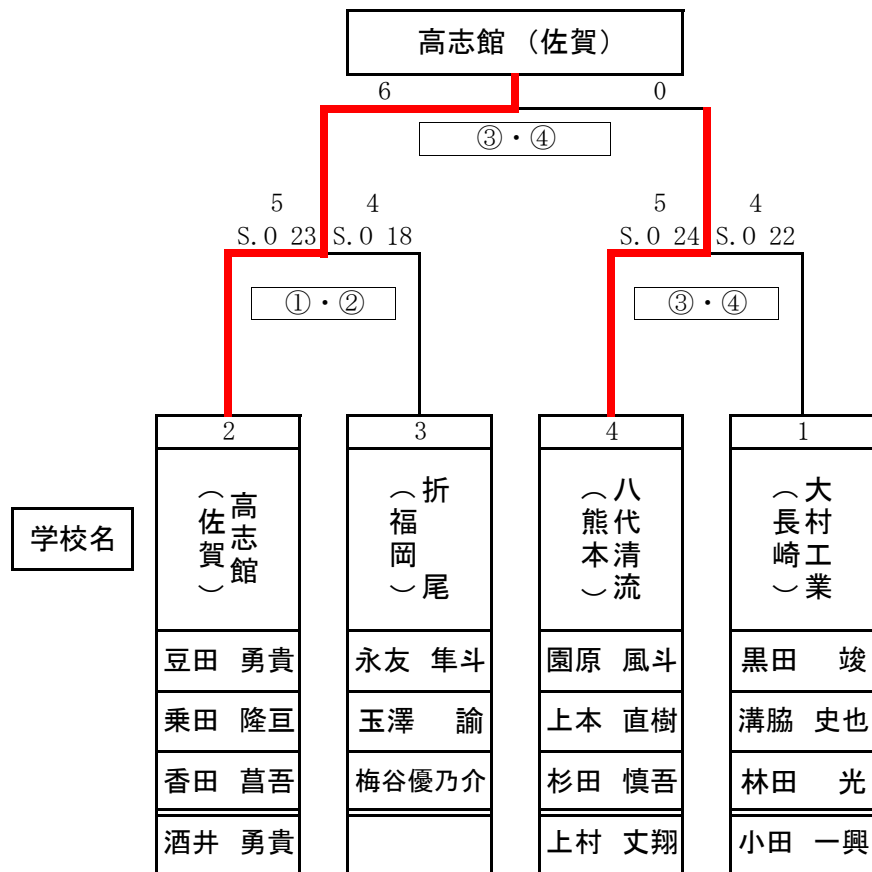 高志館 （佐賀）
6 0
③・④
5 4 5 4
S.O 23 S.O 18 S.O 24 S.O 22
①・② ③・④
2 3 4 1
学校名
高志館
（佐賀）
折尾
（福岡）
八代清流
（熊本）
大村工業
（長崎）
豆田 勇貴 永友 隼斗 園原 風斗 黒田 竣
乗田 隆亘 玉澤 諭 上本 直樹 溝脇 史也
香田 菖吾 梅谷優乃介 杉田 慎吾 林田 光
酒井 勇貴 上村 丈翔 小田 一興